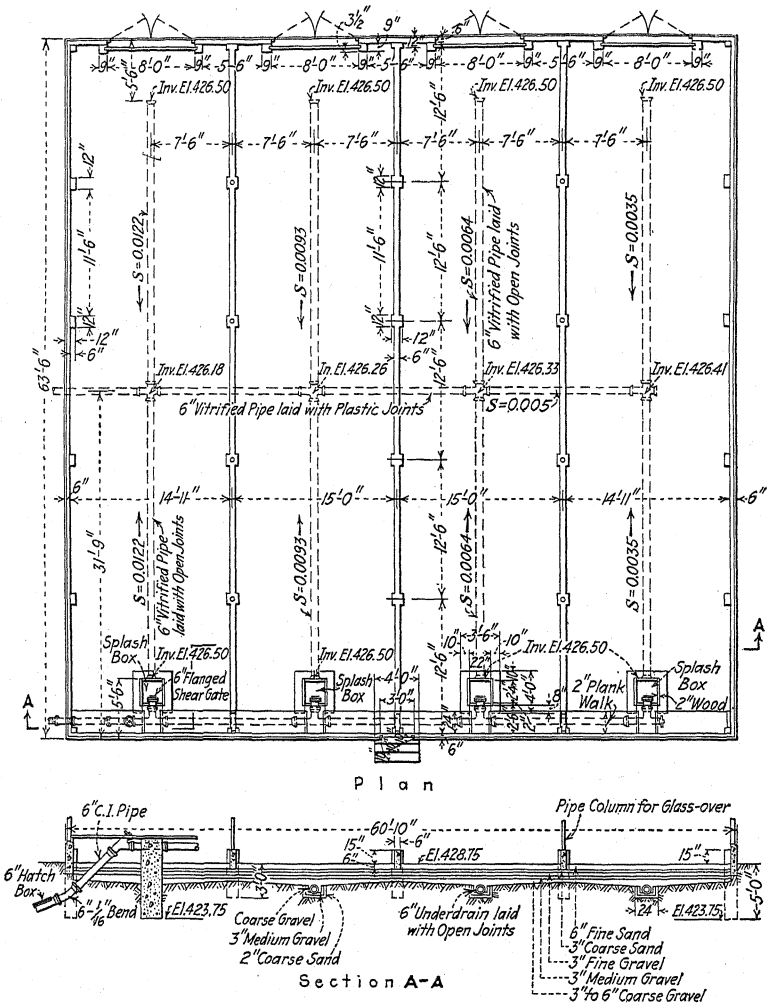 3½"
9"
12"
6"
9" 8'-0" 9" 5'-6" 9" 8'-0" 9" 5'-6" 9" 8'-0" 9" 5'-6" 9" 8'-0" 9"
5'-6"
Inv. El. 426.50 Inv. El. 426.50 Inv. El. 426.50 Inv. El. 426.50
12'-6"
7'-6" 7'-6" 7'-6" 7'-6" 7'-6" 7'-6"
12" 12"
11'-6" 11'-6" 12'-6"
S=0.0122 S=0.0093 S=0.0064 S=0.0035
6" Vitrified Pipe laid
with Open Joints
12" 12"
12" 12"
6" 6"
63'-6"
Inv. El. 426.18 In. El. 426.26 Inv. El. 426.33 Inv. El. 426.41
12'-6"
6" Vitrified Pipe laid with Plastic Joints S=0.005
6" 14'-11" 15'-0" 15'-0" 14'-11" 6"
31'-9"
12'-6"
S=0.0122 S=0.0093 S=0.0064 S=0.0035
6" Vitrified Pipe
laid with Open Joints
12'-6"
A
Splash
Box
Inv. El. 426.50 Inv. El. 426.50 Inv. El. 426.50
6" Flanged
Shear Gate
Splash
Box
4'-0"
3'-0"
10" 3'-6" 10"
22"
24"
4'-0"
8"
2" Plank
Walk
Splash
Box
2" Wood
5'-6"
A
6"
Plan
6" C.I. Pipe
Pipe Column for Glass-over
60'-10"
15" 6"
6"
El. 428.75
15"
6" Hatch
Box
6"-1/16 Bend
El. 423.75
3'-0"
5'-0"
24"
El. 423.75
Coarse Gravel
3" Medium Gravel
2" Coarse Sand
6" Underdrain laid
with Open Joints
6" Fine Sand
3" Coarse Sand
3" Fine Gravel
3" Medium Gravel
3" to 6" Coarse Gravel
Section A-A